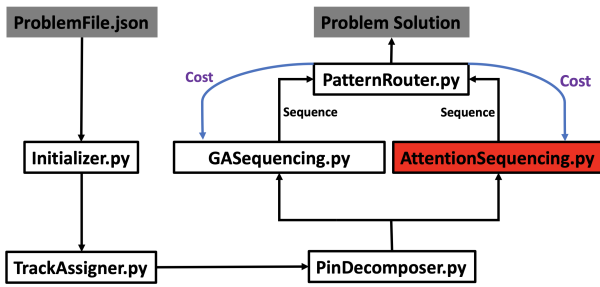 ProblemFile.json
Problem Solution
Cost
PatternRouter.py
Cost
Sequence
Sequence
Initializer.py
GASequencing.py
AttentionSequencing.py
TrackAssigner.py
PinDecomposer.py